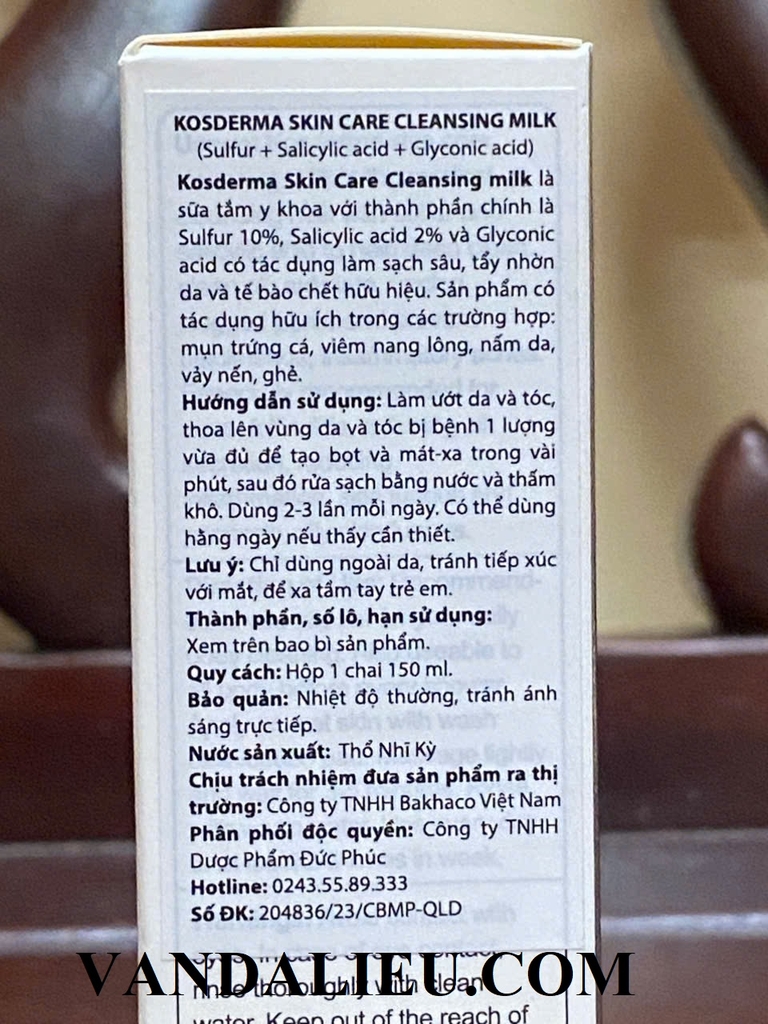 KOSDERMA SKIN CARE CLEANSING MILK
(Sulfur + Salicylic acid + Glyconic acid)
Kosderma Skin Care Cleansing milk là
sữa tắm y khoa với thành phần chính là
Sulfur 10%, Salicylic acid 2% và Glyconic
acid có tác dụng làm sạch sâu, tẩy nhờn
da và tế bào chết hữu hiệu. Sản phẩm có
tác dụng hữu ích trong các trường hợp:
mụn trứng cá, viêm nang lông, nấm da,
vảy nến, ghẻ.
Hướng dẫn sử dụng: Làm ướt da và tóc,
thoa lên vùng da và tóc bị bệnh 1 lượng
vừa đủ để tạo bọt và mát-xa trong vài
phút, sau đó rửa sạch bằng nước và thấm
khô. Dùng 2-3 lần mỗi ngày. Có thể dùng
hằng ngày nếu thấy cần thiết.
Lưu ý: Chỉ dùng ngoài da, tránh tiếp xúc
với mắt, để xa tầm tay trẻ em.
Thành phần, số lô, hạn sử dụng:
Xem trên bao bì sản phẩm.
Quy cách: Hộp 1 chai 150 ml.
Bảo quản: Nhiệt độ thường, tránh ánh
sáng trực tiếp.
Nước sản xuất: Thổ Nhĩ Kỳ
Chịu trách nhiệm đưa sản phẩm ra thị
trường: Công ty TNHH Bakhaco Việt Nam
Phân phối độc quyền: Công ty TNHH
Dược Phẩm Đức Phúc
Hotline: 0243.55.89.333
Số ĐK: 204836/23/CBMP-QLD
VANDALIEU.COM
rinse thoroughly with clean
water. Keep out of the reach of